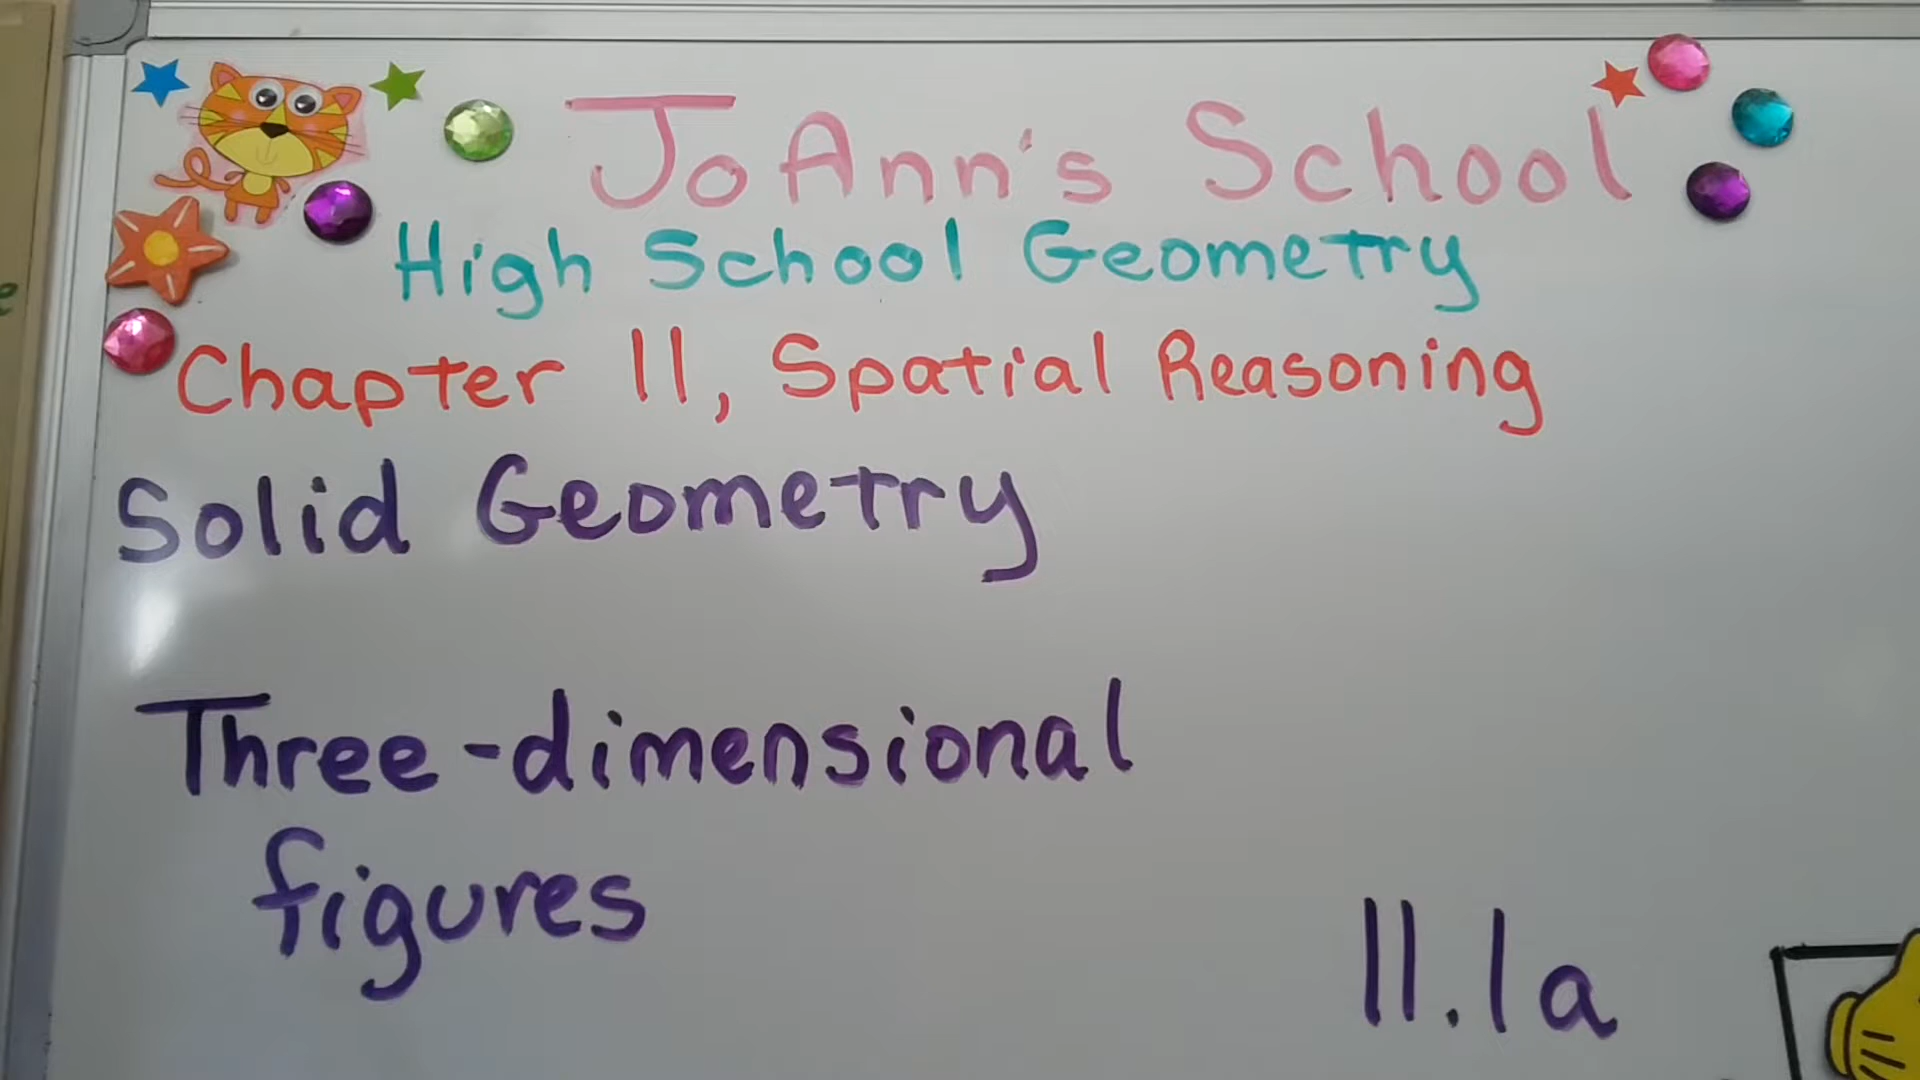 JoAnn's School
High School Geometry
Chapter 11, Spatial Reasoning
Solid Geometry
Three-dimensional
figures
11.1a